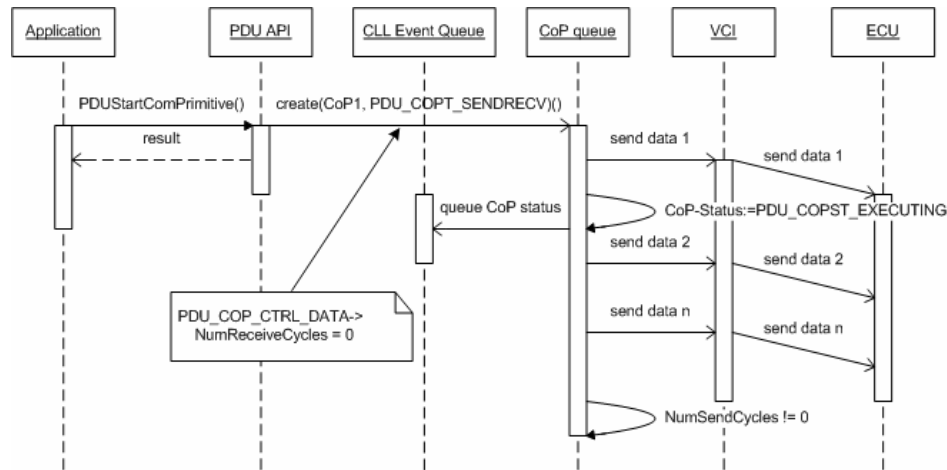 Application
PDU API
CLL Event Queue
CoP queue
VCI
ECU
PDUStartComPrimitive()
create(CoP1, PDU_COPT_SENDRECV)()
result
send data 1
send data 1
queue CoP status
CoP-Status:=PDU_COPST_EXECUTING
send data 2
send data 2
PDU_COP_CTRL_DATA->
NumReceiveCycles = 0
send data n
send data n
NumSendCycles != 0